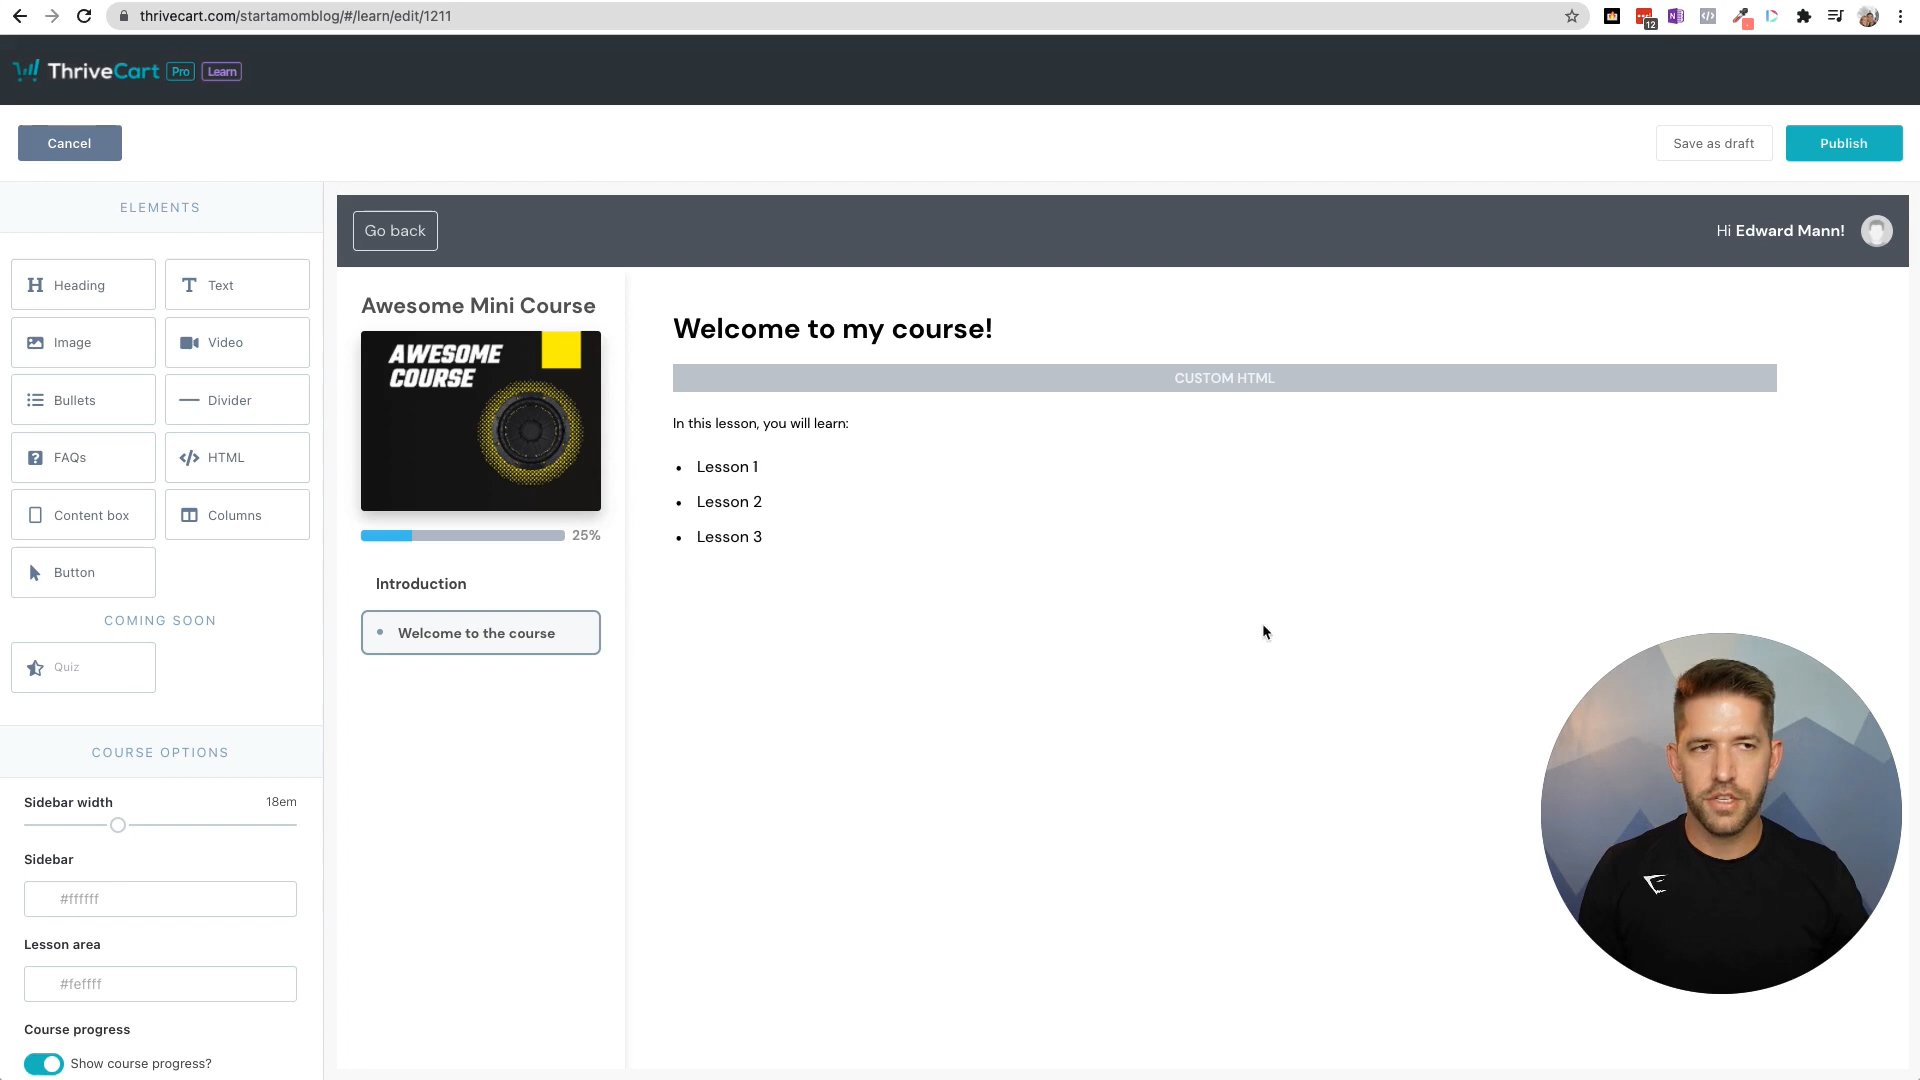 thrivecart.com/startamomblog/#/learn/edit/1211
12
ThriveCart Pro Learn
Cancel
Save as draft
Publish
ELEMENTS
Heading
Text
Image
Video
Bullets
Divider
FAQs
HTML
Content box
Columns
Button
COMING SOON
Quiz
COURSE OPTIONS
Sidebar width
18em
Sidebar
#ffffff
Lesson area
#feffff
Course progress
Show course progress?
Go back
Hi Edward Mann!
Awesome Mini Course
AWESOME
COURSE
25%
Introduction
Welcome to the course
Welcome to my course!
CUSTOM HTML
In this lesson, you will learn:
• Lesson 1
• Lesson 2
• Lesson 3